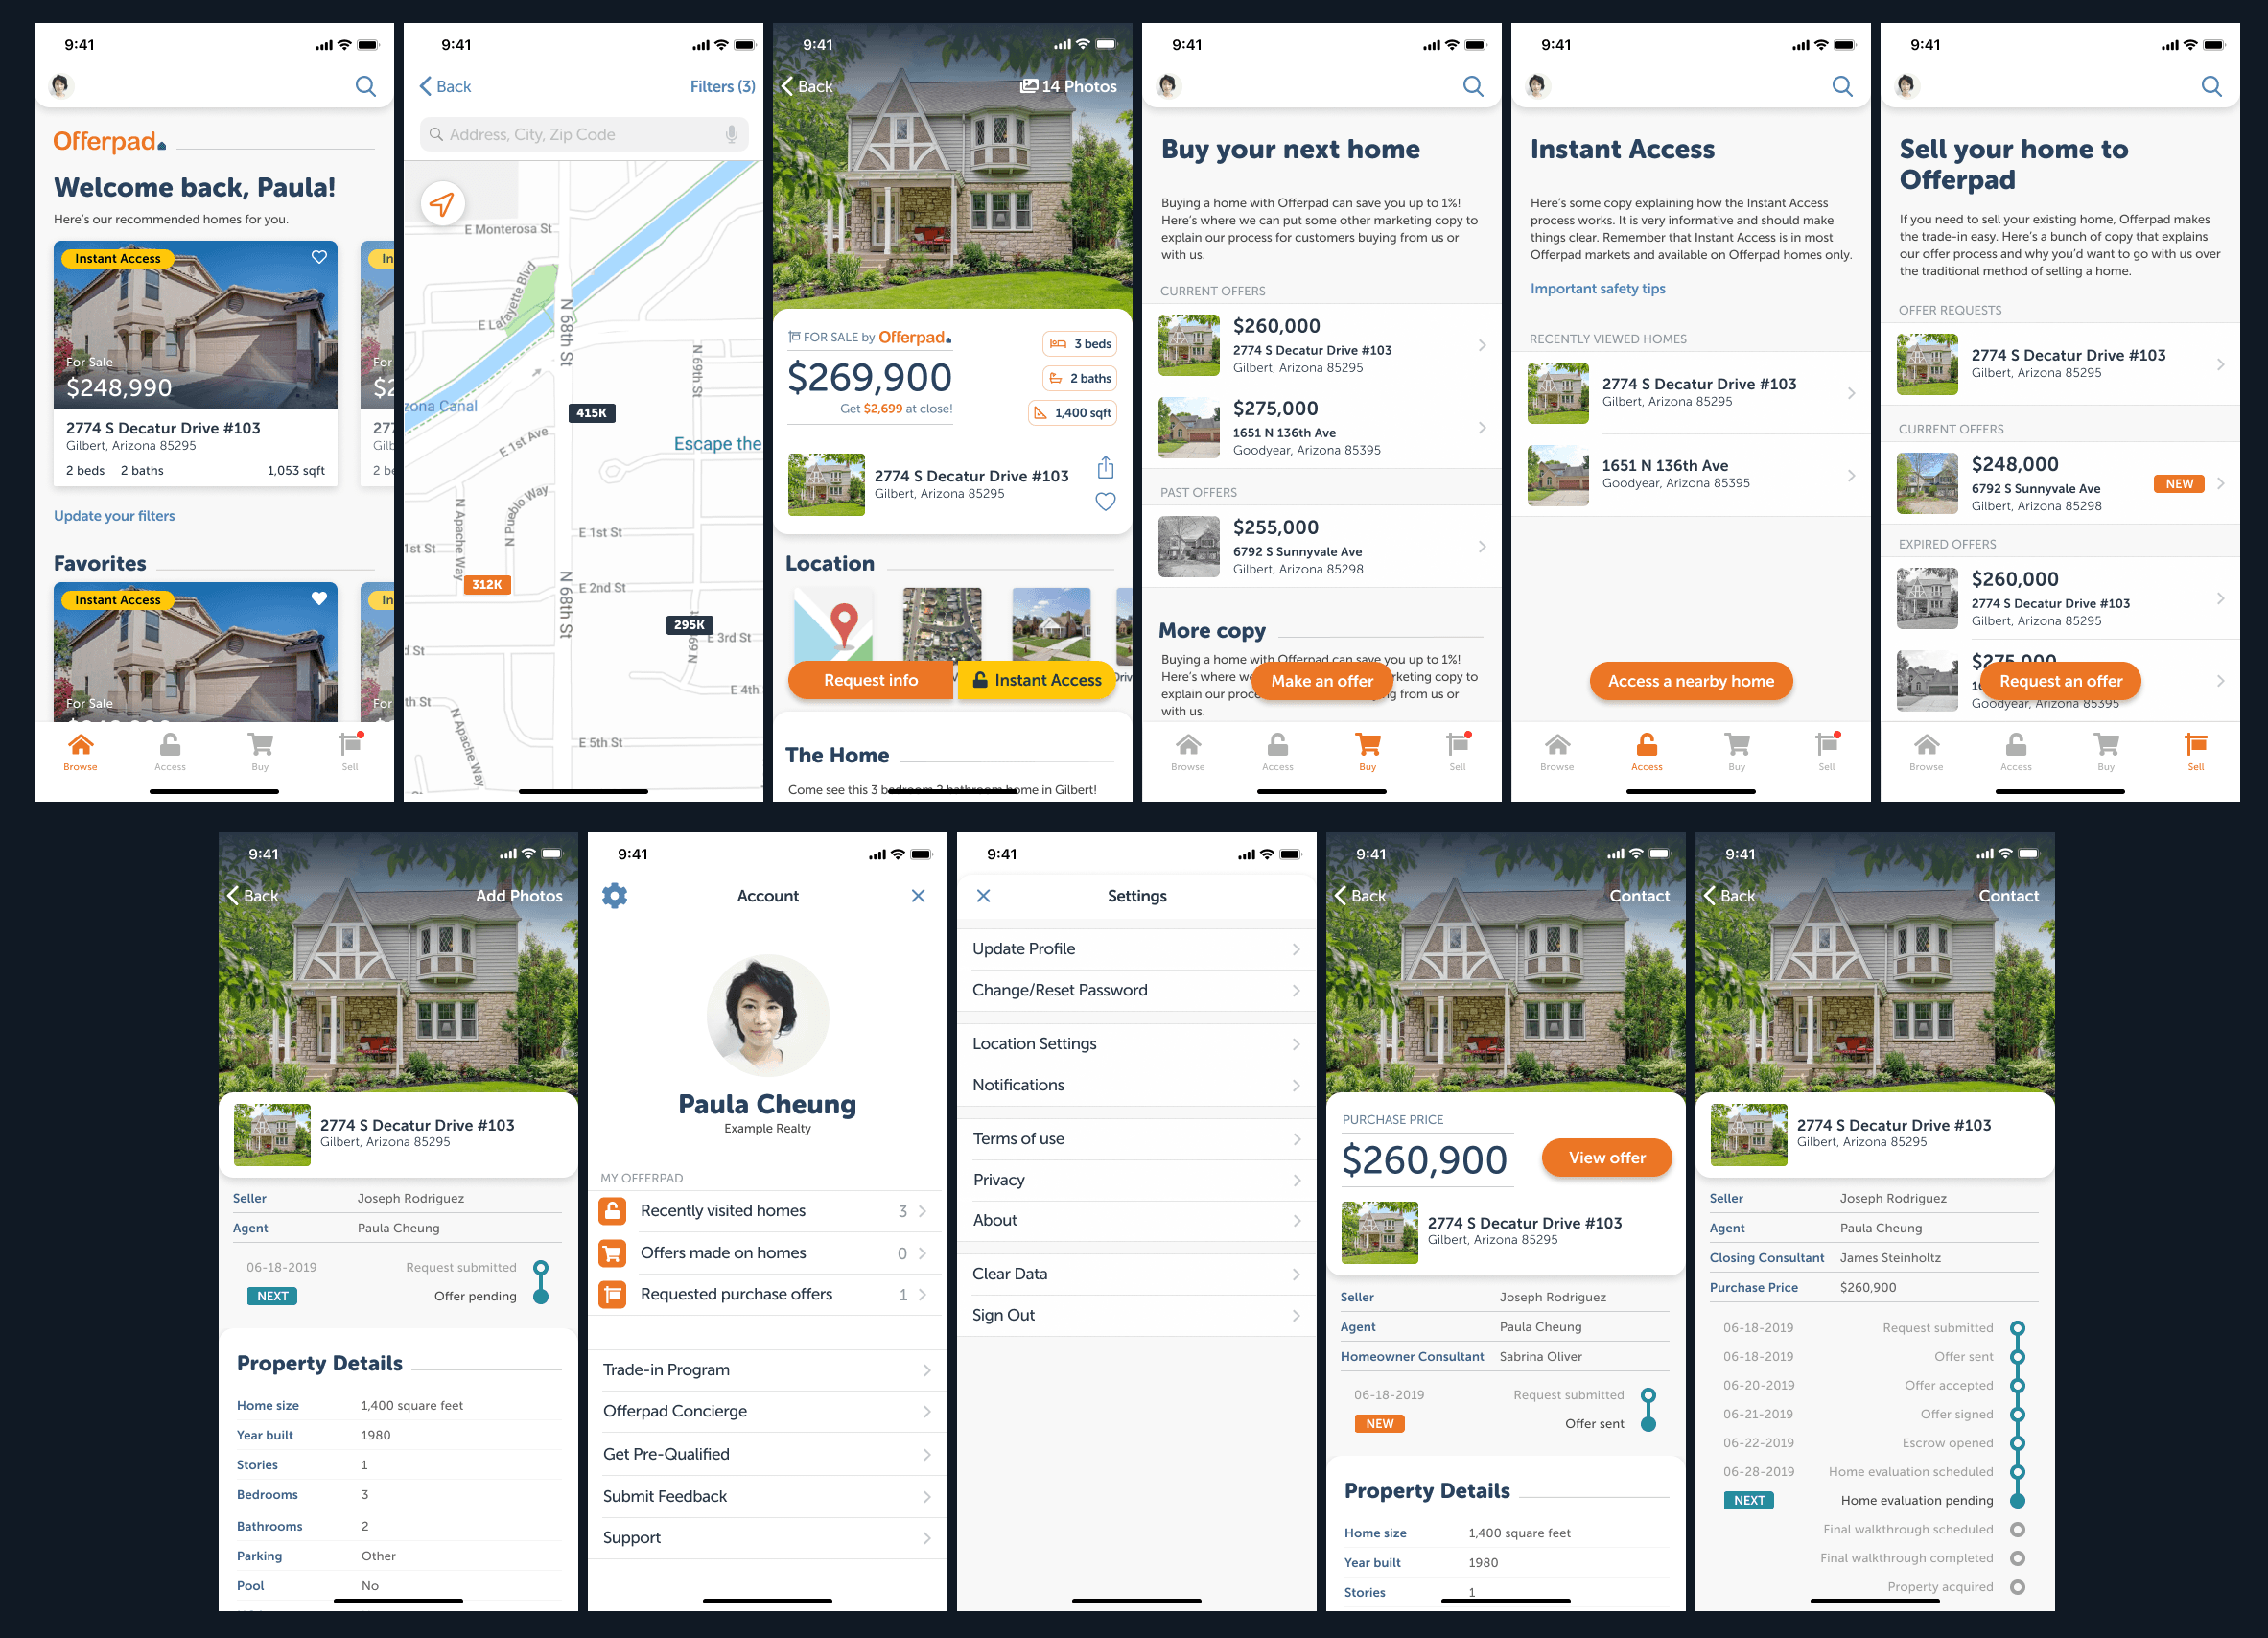 9:41
Offerpad
Welcome back, Paula!
Here's our recommended homes for you.
Instant Access
For Sale
$248,990
2774 S Decatur Drive #103
Gilbert, Arizona 85295
2 beds 2 baths 1,053 sqft
Update your filters
Favorites
Instant Access
For Sale
Browse Access Buy Sell
9:41
Back Filters (3)
Address, City, Zip Code
E Monterosa St
E Lafayette Blvd
N 68th St
N 69th St
zona Canal
415K
Escape the
E 1st Ave
N Apache Way
N Pueblo Way
1st St
E 1st St
312K
N 68th St
E 2nd St
295K
N 69
E 3rd St
d St
E 4th
th St
N Apache Way
E 5th St
9:41
Back 14 Photos
FOR SALE by Offerpad
$269,900
Get $2,699 at close!
3 beds
2 baths
1,400 sqft
2774 S Decatur Drive #103
Gilbert, Arizona 85295
Location
Request info Instant Access
The Home
Come see this 3 bedroom 2 bathroom home in Gilbert!
9:41
Buy your next home
Buying a home with Offerpad can save you up to 1%!
Here's where we can put some other marketing copy to
explain our process for customers buying from us or
with us.
CURRENT OFFERS
$260,000
2774 S Decatur Drive #103
Gilbert, Arizona 85295
$275,000
1651 N 136th Ave
Goodyear, Arizona 85395
PAST OFFERS
$255,000
6792 S Sunnyvale Ave
Gilbert, Arizona 85298
More copy
Buying a home with Offerpad can save you up to 1%!
Here's where we rketing copy to
explain our proce g from us or
with us.
Make an offer
Browse Access Buy Sell
9:41
Instant Access
Here's some copy explaining how the Instant Access
process works. It is very informative and should make
things clear. Remember that Instant Access is in most
Offerpad markets and available on Offerpad homes only.
Important safety tips
RECENTLY VIEWED HOMES
2774 S Decatur Drive #103
Gilbert, Arizona 85295
1651 N 136th Ave
Goodyear, Arizona 85395
Access a nearby home
Browse Access Buy Sell
9:41
Sell your home to
Offerpad
If you need to sell your existing home, Offerpad makes
the trade-in easy. Here's a bunch of copy that explains
our offer process and why you'd want to go with us over
the traditional method of selling a home.
OFFER REQUESTS
2774 S Decatur Drive #103
Gilbert, Arizona 85295
CURRENT OFFERS
$248,000
6792 S Sunnyvale Ave
Gilbert, Arizona 85298
NEW
EXPIRED OFFERS
$260,000
2774 S Decatur Drive #103
Gilbert, Arizona 85295
$275,000
Request an offer
Goodyear, Arizona 85395
Browse Access Buy Sell
9:41
Back Add Photos
2774 S Decatur Drive #103
Gilbert, Arizona 85295
Seller Joseph Rodriguez
Agent Paula Cheung
06-18-2019 Request submitted
NEXT Offer pending
Property Details
Home size 1,400 square feet
Year built 1980
Stories 1
Bedrooms 3
Bathrooms 2
Parking Other
Pool No
9:41
Account
Paula Cheung
Example Realty
MY OFFERPAD
Recently visited homes 3
Offers made on homes 0
Requested purchase offers 1
Trade-in Program
Offerpad Concierge
Get Pre-Qualified
Submit Feedback
Support
9:41
Settings
Update Profile
Change/Reset Password
Location Settings
Notifications
Terms of use
Privacy
About
Clear Data
Sign Out
9:41
Back Contact
PURCHASE PRICE
$260,900
View offer
2774 S Decatur Drive #103
Gilbert, Arizona 85295
Seller Joseph Rodriguez
Agent Paula Cheung
Homeowner Consultant Sabrina Oliver
06-18-2019 Request submitted
NEW Offer sent
Property Details
Home size 1,400 square feet
Year built 1980
Stories 1
9:41
Back Contact
2774 S Decatur Drive #103
Gilbert, Arizona 85295
Seller Joseph Rodriguez
Agent Paula Cheung
Closing Consultant James Steinholtz
Purchase Price $260,900
06-18-2019 Request submitted
06-18-2019 Offer sent
06-20-2019 Offer accepted
06-21-2019 Offer signed
06-22-2019 Escrow opened
06-28-2019 Home evaluation scheduled
NEXT Home evaluation pending
Final walkthrough scheduled
Final walkthrough completed
Property acquired